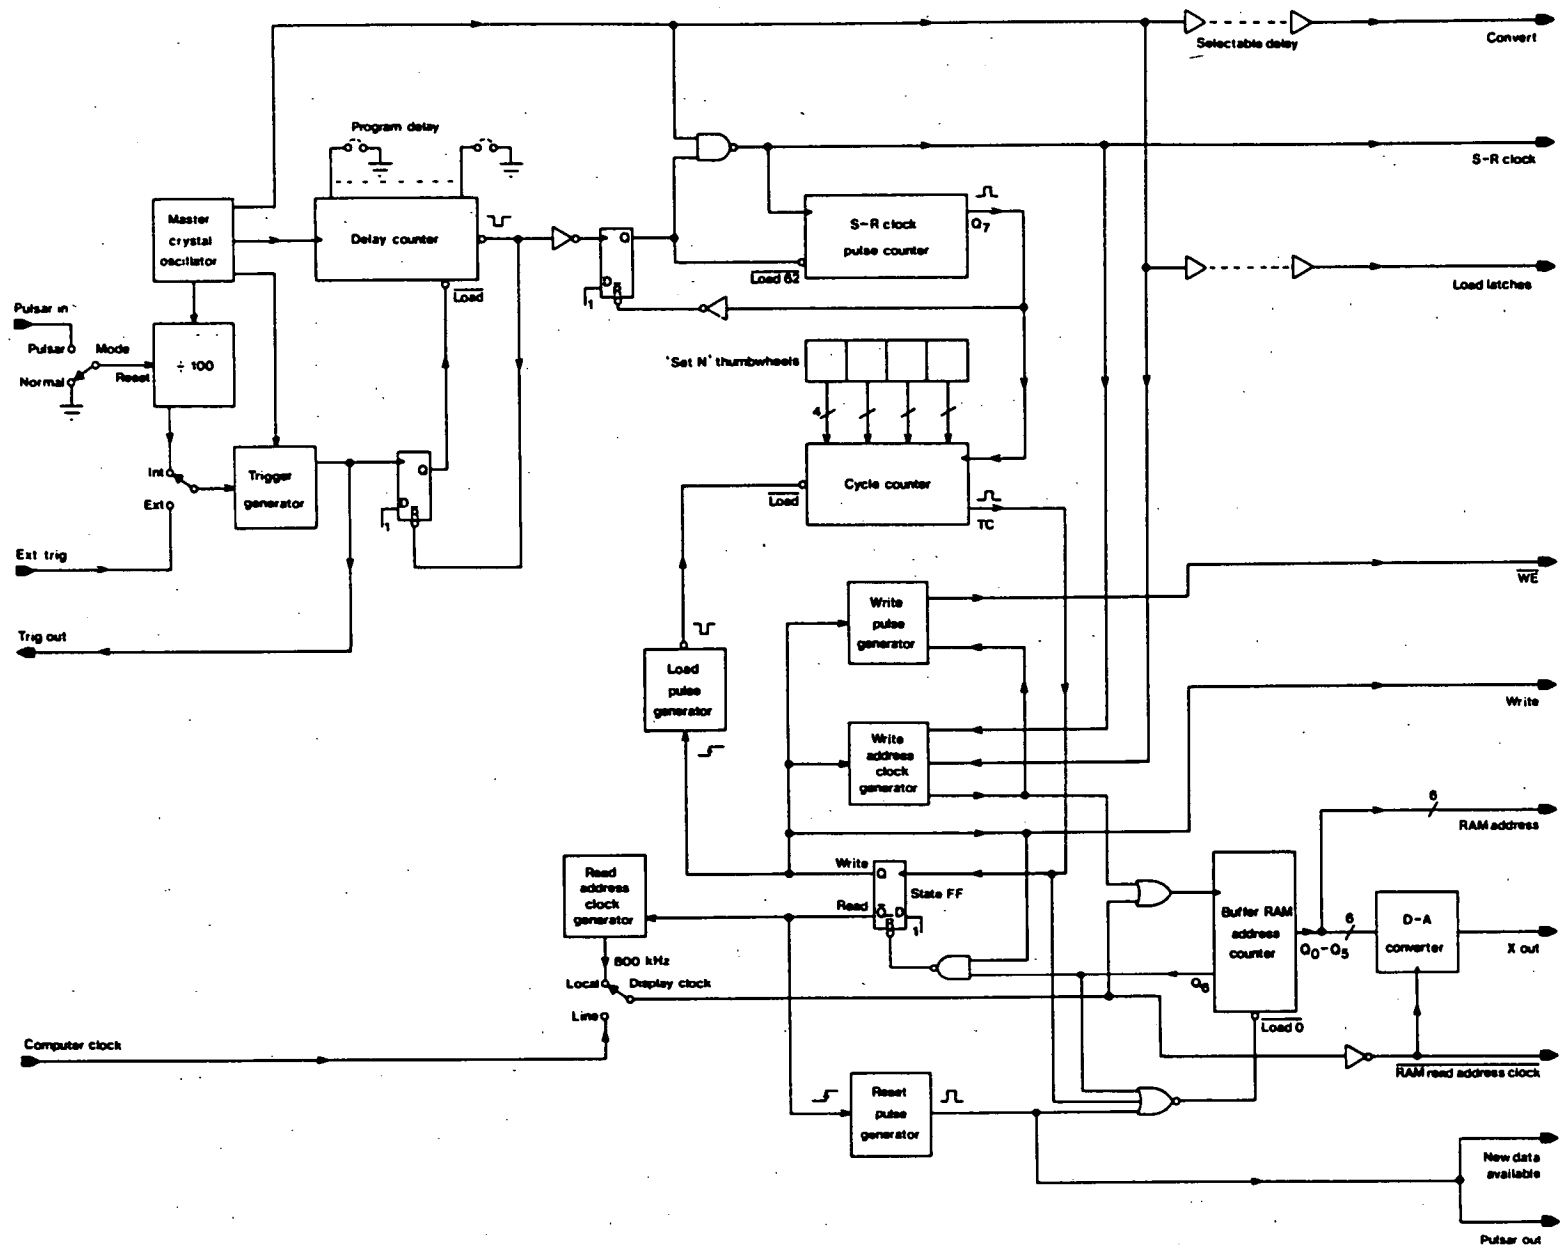 Convert
Selectable delay
Program delay
S-R clock
Master
crystal
oscillator
Delay counter
Load
Q
D
R
1
S-R clock
pulse counter
Q7
Load 62
Load latches
Pulsar in
Pulsar
Mode
Normal
Reset
÷ 100
'Set N' thumbwheels
4
Int
Ext
Trigger
generator
Q
D
R
1
Cycle counter
Load
TC
Ext trig
WE
Trig out
Write
pulse
generator
Load
pulse
generator
Write
Write
address
clock
generator
6
RAM address
Read
address
clock
generator
Write
Q
State FF
Read
Q
D
R
1
Buffer RAM
address
counter
Q0-Q5
6
D-A
converter
X out
800 kHz
Local
Display clock
Line
Q6
Load 0
Computer clock
RAM read address clock
Reset
pulse
generator
New data
available
Pulsar out